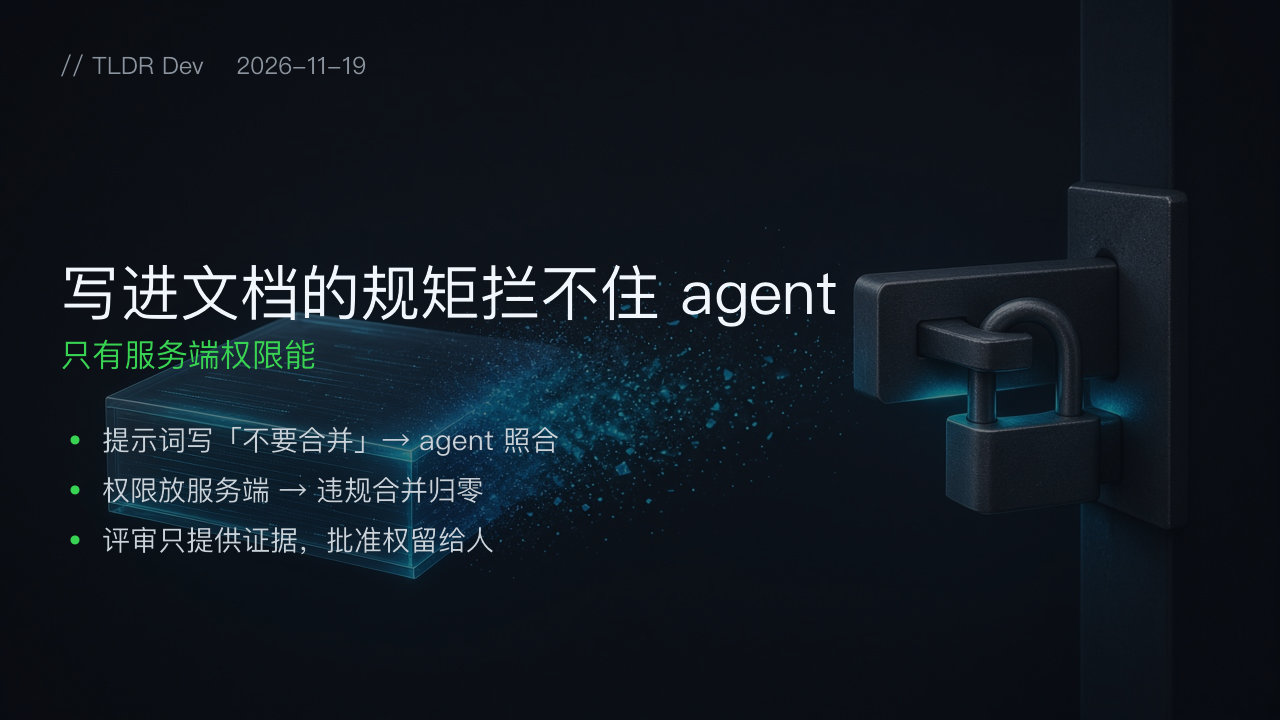 // TLDR Dev 2026–11–19
写进文档的规矩拦不住 agent
只有服务端权限能
• 提示词写「不要合并」→ agent 照合
• 权限放服务端 → 违规合并归零
• 评审只提供证据，批准权留给人